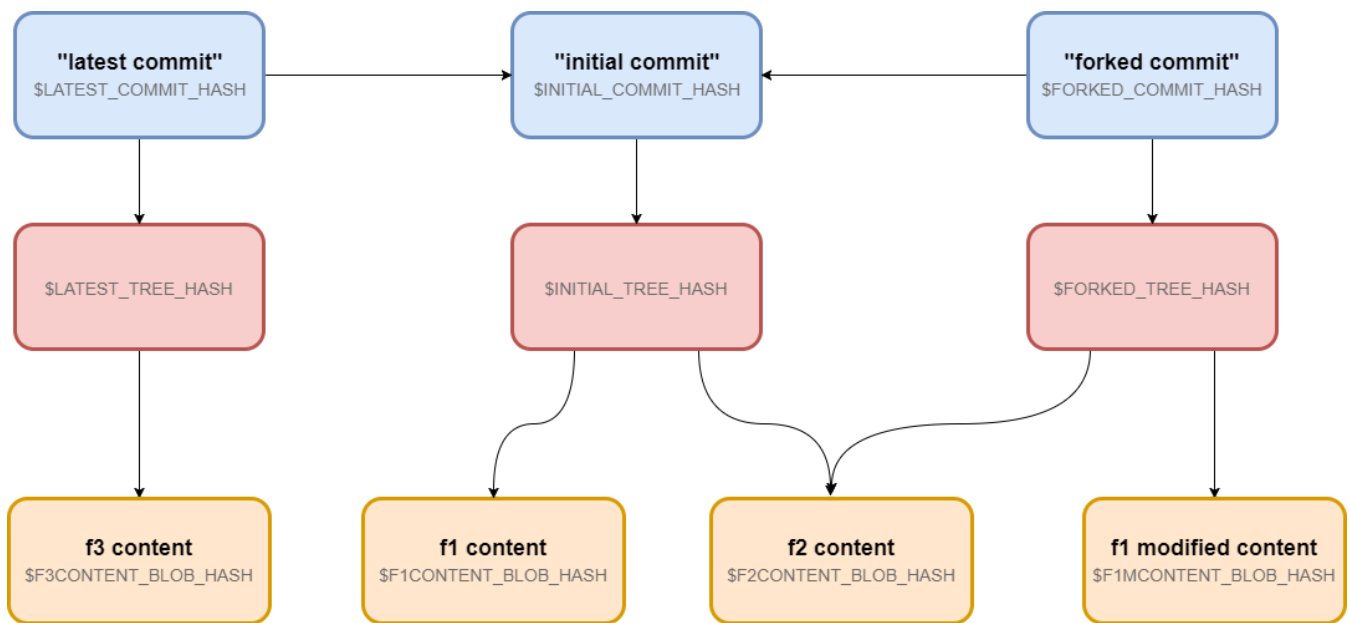 "latest commit"
$LATEST_COMMIT_HASH
"initial commit"
$INITIAL_COMMIT_HASH
"forked commit"
$FORKED_COMMIT_HASH
$LATEST_TREE_HASH
$INITIAL_TREE_HASH
$FORKED_TREE_HASH
f3 content
$F3CONTENT_BLOB_HASH
f1 content
$F1CONTENT_BLOB_HASH
f2 content
$F2CONTENT_BLOB_HASH
f1 modified content
$F1MCONTENT_BLOB_HASH